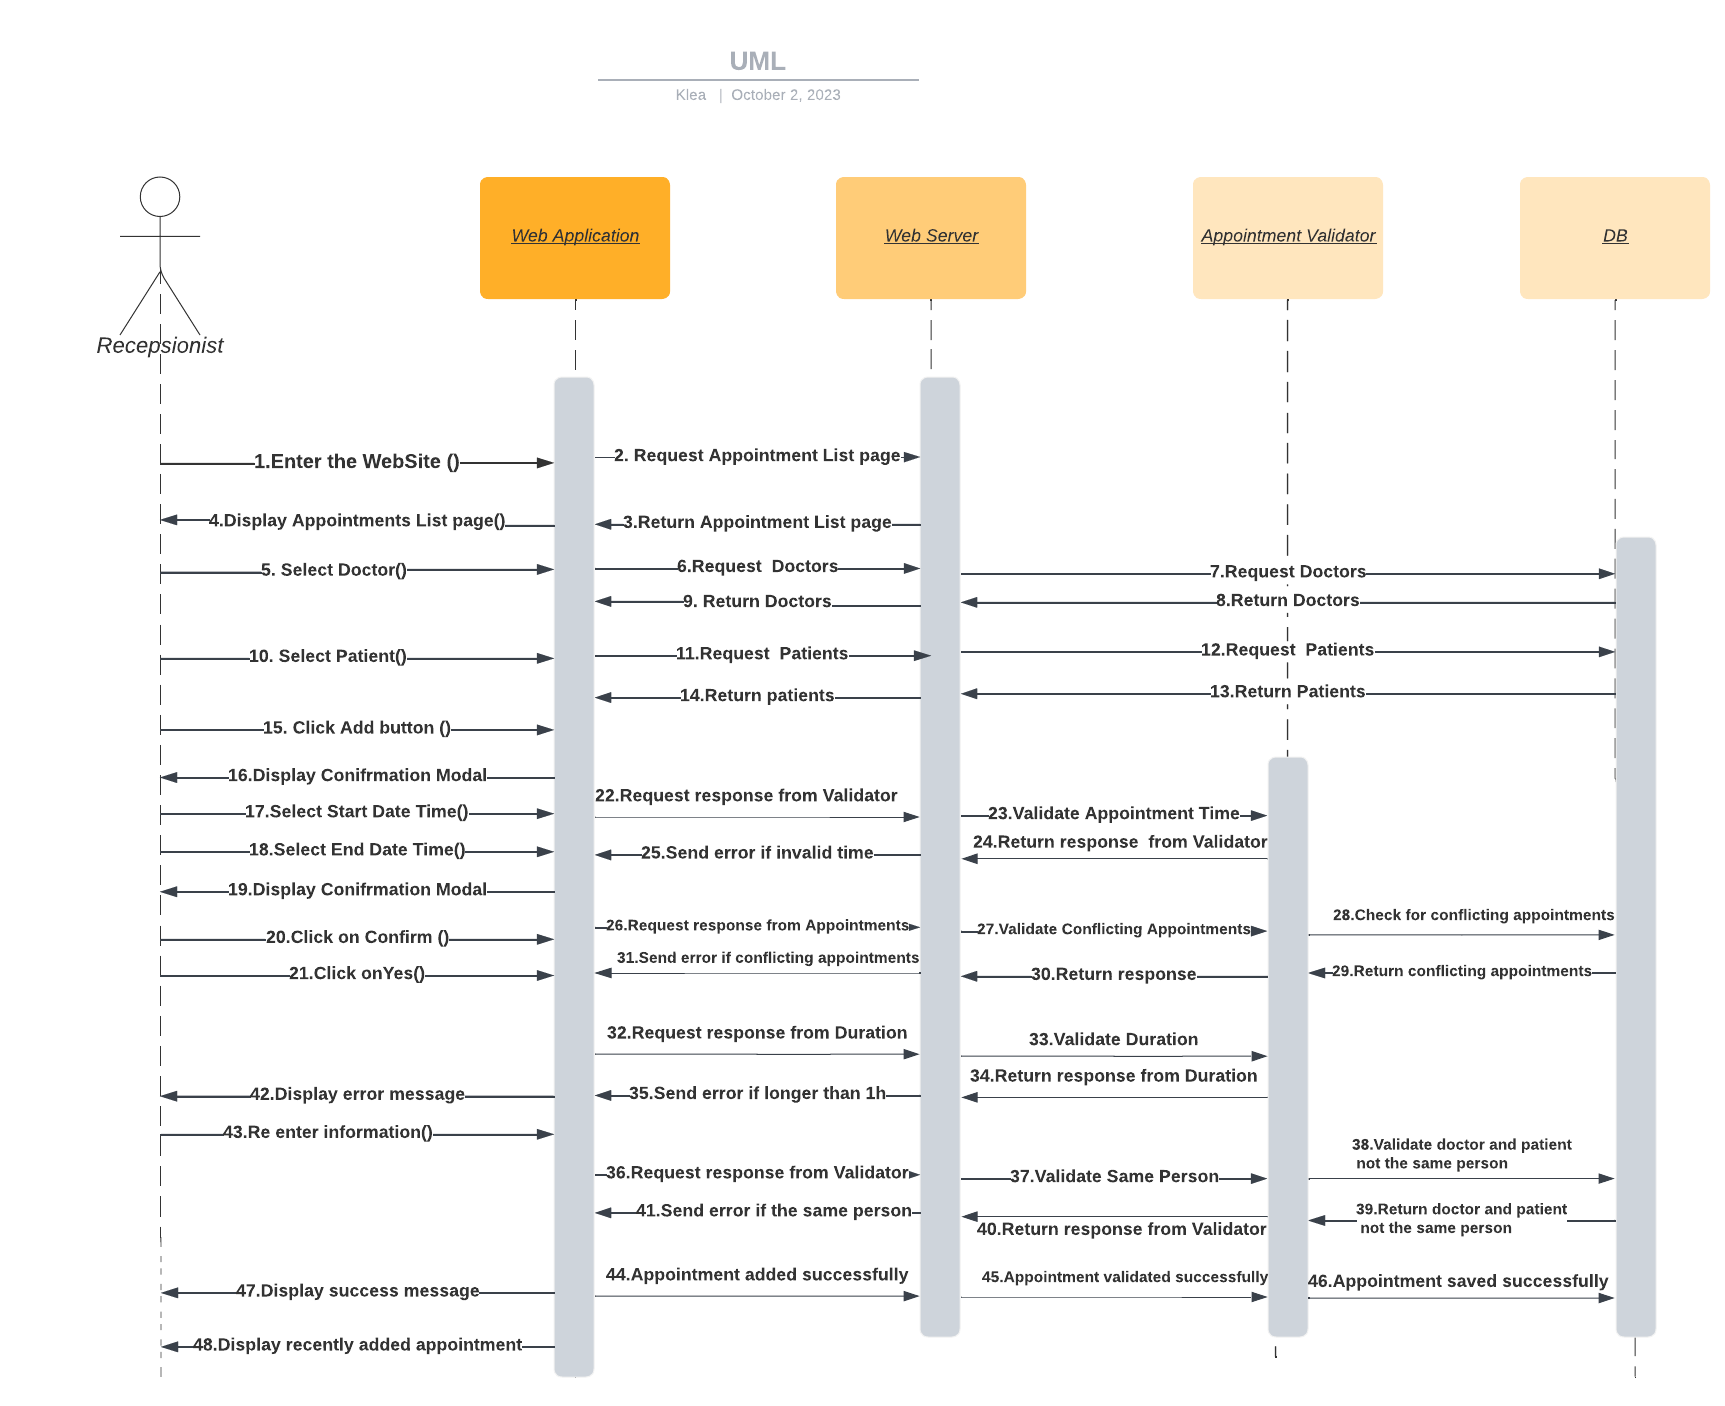 UML
Klea | October 2, 2023
Recepsionist
Web Application
Web Server
Appointment Validator
DB
1.Enter the WebSite ()
2. Request Appointment List page
4.Display Appointments List page()
3.Return Appointment List page
5. Select Doctor()
6.Request  Doctors
7.Request Doctors
9. Return Doctors
8.Return Doctors
10. Select Patient()
11.Request  Patients
12.Request  Patients
14.Return patients
13.Return Patients
15. Click Add button ()
16.Display Conifrmation Modal
17.Select Start Date Time()
22.Request response from Validator
23.Validate Appointment Time
24.Return response  from Validator
18.Select End Date Time()
25.Send error if invalid time
19.Display Conifrmation Modal
20.Click on Confirm ()
26.Request response from Appointments
27.Validate Conflicting Appointments
28.Check for conflicting appointments
31.Send error if conflicting appointments
21.Click onYes()
30.Return response
29.Return conflicting appointments
32.Request response from Duration
33.Validate Duration
34.Return response from Duration
42.Display error message
35.Send error if longer than 1h
43.Re enter information()
36.Request response from Validator
37.Validate Same Person
38.Validate doctor and patient
not the same person
41.Send error if the same person
40.Return response from Validator
39.Return doctor and patient
not the same person
44.Appointment added successfully
45.Appointment validated successfully
46.Appointment saved successfully
47.Display success message
48.Display recently added appointment